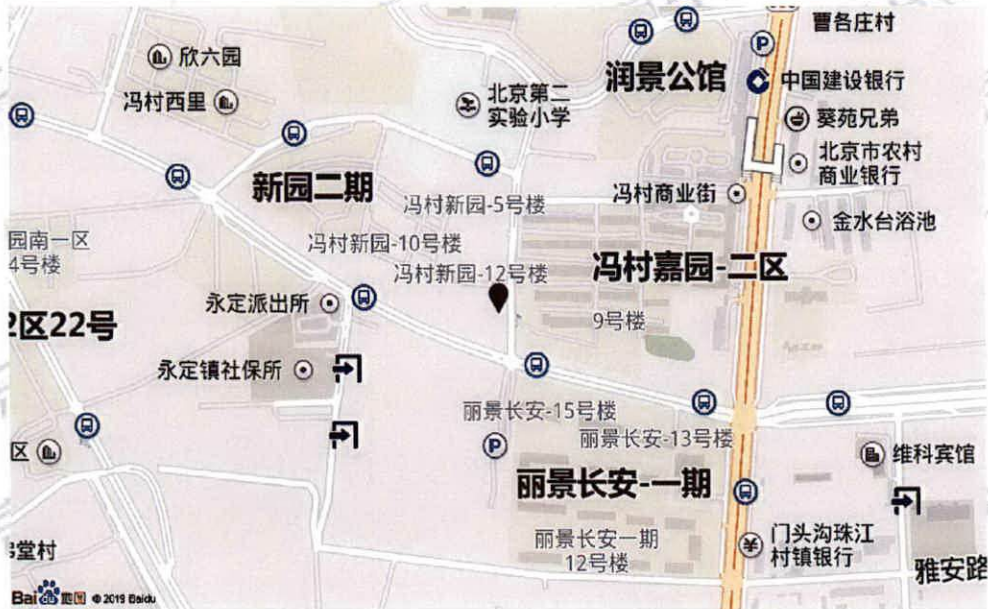 曹各庄村
P
欣六园
润景公馆
中国建设银行
冯村西里
北京第二
实验小学
葵苑兄弟
北京市农村
商业银行
新园二期
冯村新园-5号楼
冯村商业街
园南一区
4号楼
冯村新园-10号楼
金水台浴池
冯村新园-12号楼
冯村嘉园-二区
永定派出所
2区22号
9号楼
永定镇社保所
丽景长安-15号楼
丽景长安-13号楼
区
P
维科宾馆
丽景长安-一期
丽景长安一期
12号楼
¥
门头沟珠江
村镇银行
堂村
雅安路
Bai du 地图 © 2019 Baidu